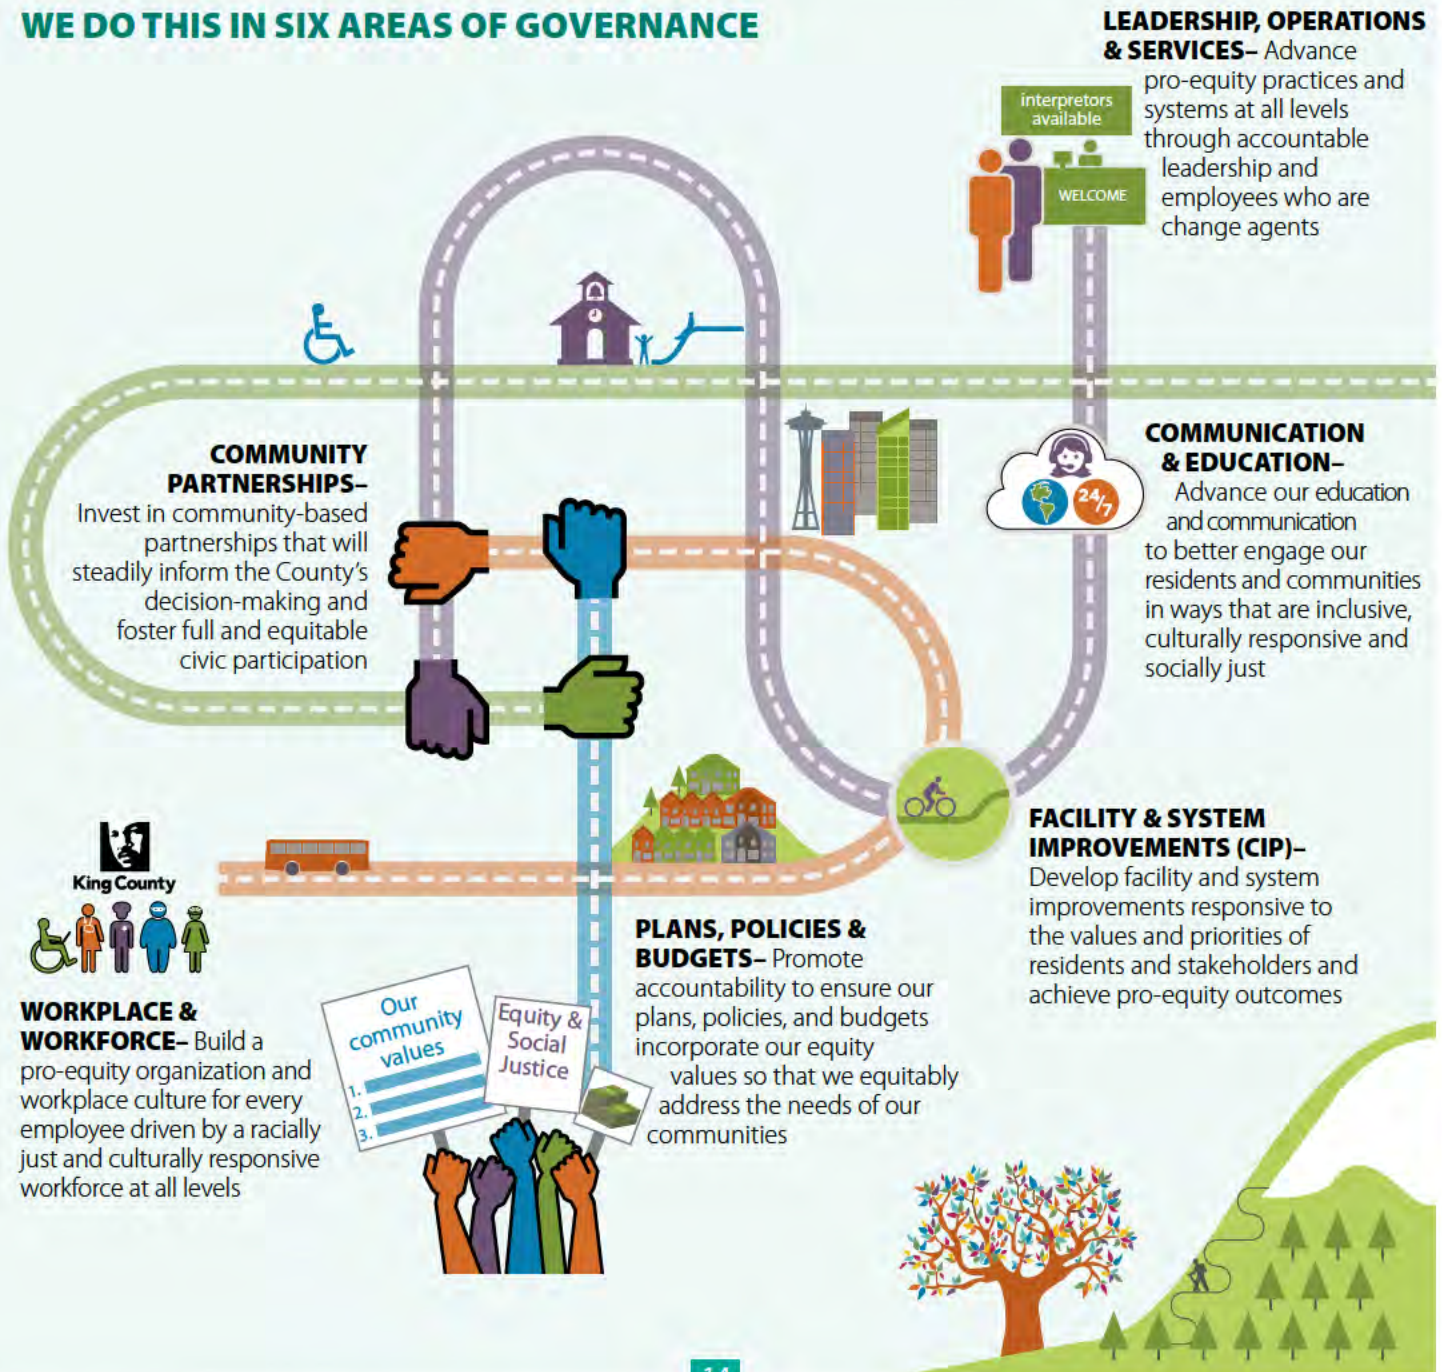 WE DO THIS IN SIX AREAS OF GOVERNANCE
LEADERSHIP, OPERATIONS
& SERVICES– Advance
pro-equity practices and
systems at all levels
through accountable
leadership and
employees who are
change agents
interpretors
available
WELCOME
COMMUNITY
PARTNERSHIPS–
Invest in community-based
partnerships that will
steadily inform the County's
decision-making and
foster full and equitable
civic participation
COMMUNICATION
& EDUCATION–
Advance our education
and communication
to better engage our
residents and communities
in ways that are inclusive,
culturally responsive and
socially just
24/7
King County
WORKPLACE &
WORKFORCE– Build a
pro-equity organization and
workplace culture for every
employee driven by a racially
just and culturally responsive
workforce at all levels
Our
community
values
1.
2.
3.
Equity &
Social
Justice
PLANS, POLICIES &
BUDGETS– Promote
accountability to ensure our
plans, policies, and budgets
incorporate our equity
values so that we equitably
address the needs of our
communities
FACILITY & SYSTEM
IMPROVEMENTS (CIP)–
Develop facility and system
improvements responsive to
the values and priorities of
residents and stakeholders and
achieve pro-equity outcomes